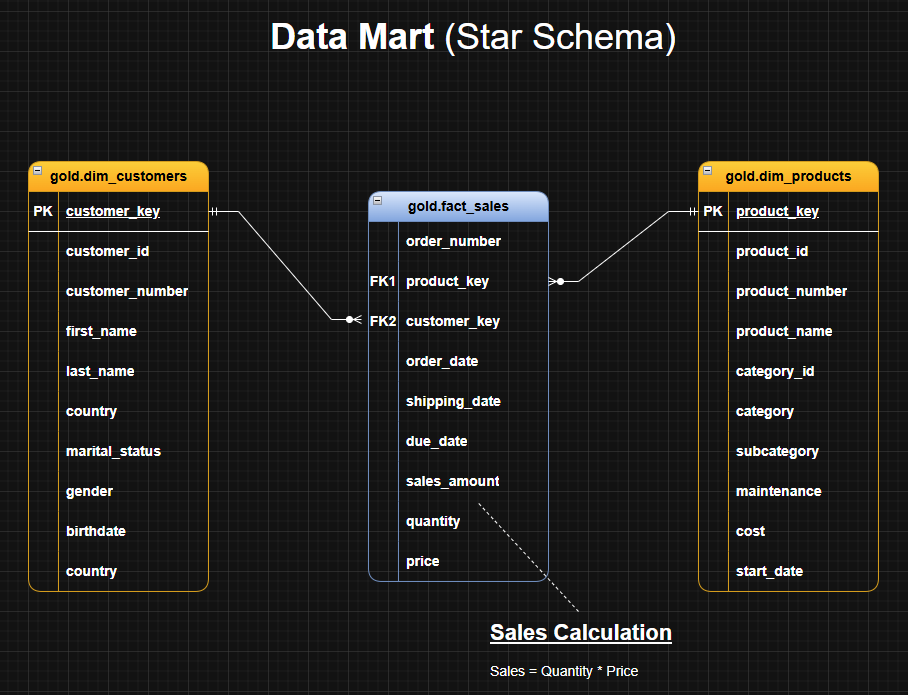 Data Mart (Star Schema)
gold.dim_customers
PK customer_key
customer_id
customer_number
first_name
last_name
country
marital_status
gender
birthdate
country
gold.fact_sales
order_number
FK1 product_key
FK2 customer_key
order_date
shipping_date
due_date
sales_amount
quantity
price
gold.dim_products
PK product_key
product_id
product_number
product_name
category_id
category
subcategory
maintenance
cost
start_date
Sales Calculation
Sales = Quantity * Price